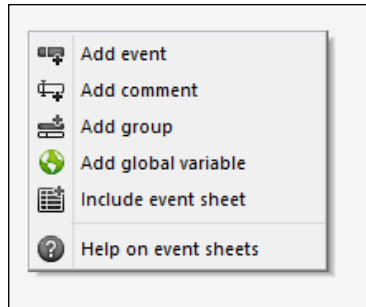 Add event
Add comment
Add group
Add global variable
Include event sheet
Help on event sheets